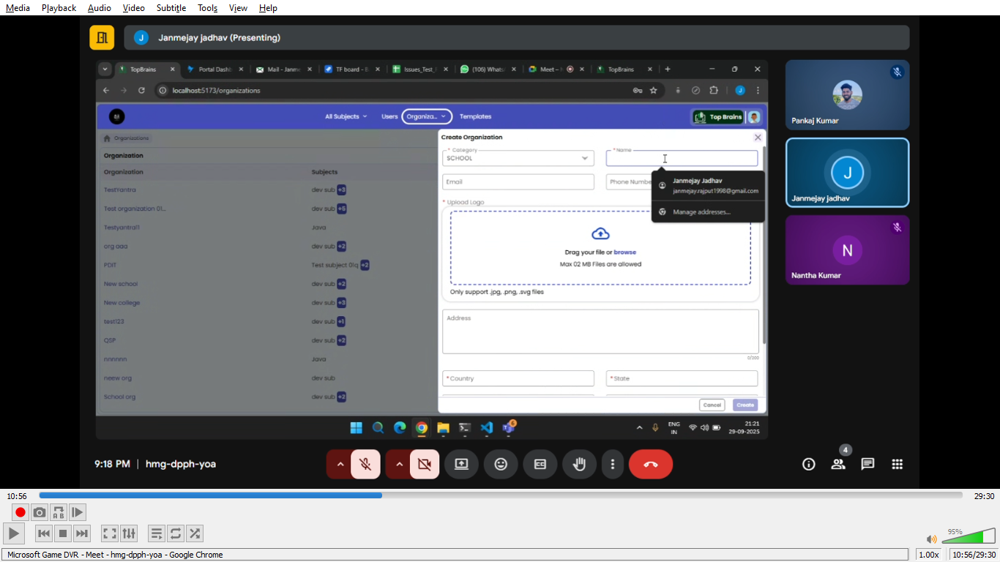 Media Playback Audio Video Subtitle Tools View Help
J Janmejay jadhav (Presenting)
TopBrains Portal Dashb Mail - Janme TF board - B Issues_Test_ (106) Whats Meet – TopBrains
localhost:5173/organizations
All Subjects Users Organiza... Templates Top Brains
Organizations
Organization
Organization Subjects
TestYantra dev sub +3
Test organization 01... dev sub +5
Testyantra11 Java
org aaa dev sub +2
PDIT Test subject 01q +2
New school dev sub +2
New college dev sub +3
test123 dev sub +1
QSP dev sub +2
nnnnnn Java
neew org dev sub
School org dev sub +2
Create Organization
* Category
SCHOOL
* Name
Email
Phone Numbe
Janmejay Jadhav
janmejay.rajput1998@gmail.com
Manage addresses...
* Upload Logo
Drag your file or browse
Max 02 MB Files are allowed
Only support .jpg, .png, .svg files
Address
0/300
* Country
* State
Cancel Create
6
ENG
IN
21:21
29-09-2025
Pankaj Kumar
J
Janmejay jadhav
N
Nantha Kumar
9:18 PM | hmg-dpph-yoa
4
10:56 29:30
95%
Microsoft Game DVR - Meet - hmg-dpph-yoa - Google Chrome 1.00x 10:56/29:30